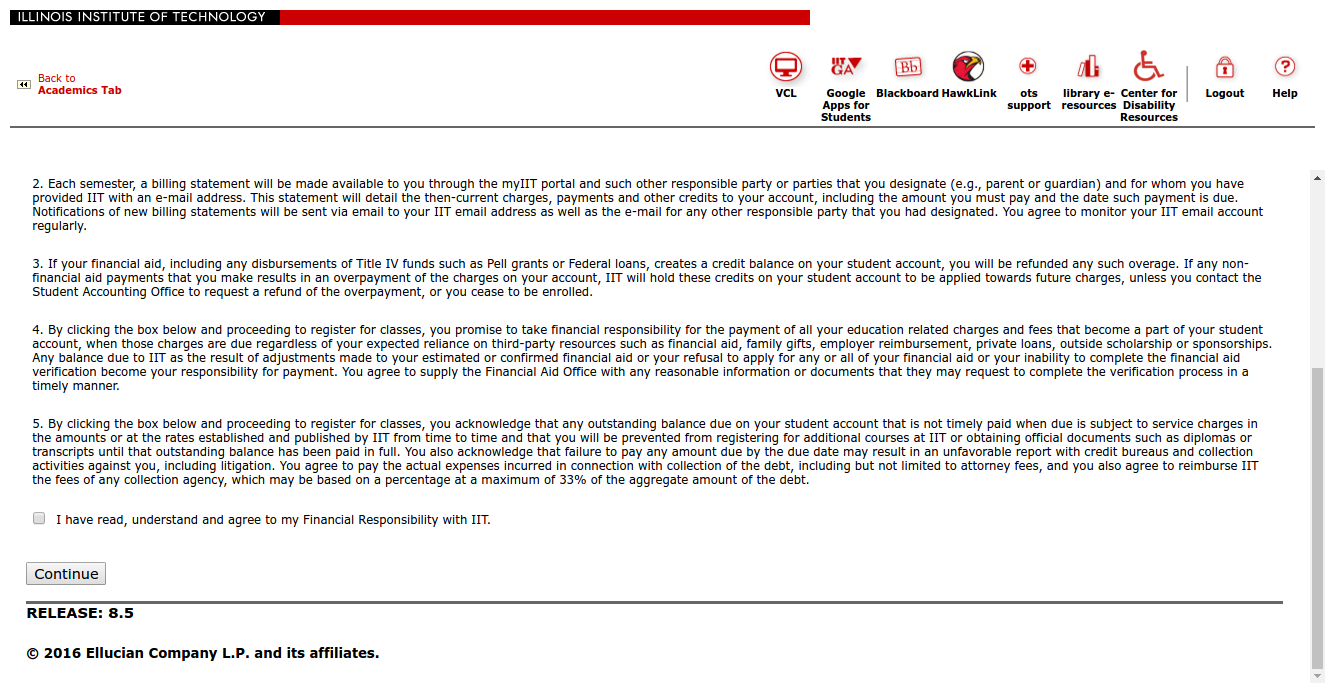 ILLINOIS INSTITUTE OF TECHNOLOGY
Back to
Academics Tab
VCL
IIT
GA
Google
Apps for
Students
Bb
Blackboard
HawkLink
ots
support
library e-
resources
Center for
Disability
Resources
Logout
?
Help
2. Each semester, a billing statement will be made available to you through the myIIT portal and such other responsible party or parties that you designate (e.g., parent or guardian) and for whom you have
provided IIT with an e-mail address. This statement will detail the then-current charges, payments and other credits to your account, including the amount you must pay and the date such payment is due.
Notifications of new billing statements will be sent via email to your IIT email address as well as the e-mail for any other responsible party that you had designated. You agree to monitor your IIT email account
regularly.
3. If your financial aid, including any disbursements of Title IV funds such as Pell grants or Federal loans, creates a credit balance on your student account, you will be refunded any such overage. If any non-
financial aid payments that you make results in an overpayment of the charges on your account, IIT will hold these credits on your student account to be applied towards future charges, unless you contact the
Student Accounting Office to request a refund of the overpayment, or you cease to be enrolled.
4. By clicking the box below and proceeding to register for classes, you promise to take financial responsibility for the payment of all your education related charges and fees that become a part of your student
account, when those charges are due regardless of your expected reliance on third-party resources such as financial aid, family gifts, employer reimbursement, private loans, outside scholarship or sponsorships.
Any balance due to IIT as the result of adjustments made to your estimated or confirmed financial aid or your refusal to apply for any or all of your financial aid or your inability to complete the financial aid
verification become your responsibility for payment. You agree to supply the Financial Aid Office with any reasonable information or documents that they may request to complete the verification process in a
timely manner.
5. By clicking the box below and proceeding to register for classes, you acknowledge that any outstanding balance due on your student account that is not timely paid when due is subject to service charges in
the amounts or at the rates established and published by IIT from time to time and that you will be prevented from registering for additional courses at IIT or obtaining official documents such as diplomas or
transcripts until that outstanding balance has been paid in full. You also acknowledge that failure to pay any amount due by the due date may result in an unfavorable report with credit bureaus and collection
activities against you, including litigation. You agree to pay the actual expenses incurred in connection with collection of the debt, including but not limited to attorney fees, and you also agree to reimburse IIT
the fees of any collection agency, which may be based on a percentage at a maximum of 33% of the aggregate amount of the debt.
I have read, understand and agree to my Financial Responsibility with IIT.
Continue
RELEASE: 8.5
© 2016 Ellucian Company L.P. and its affiliates.